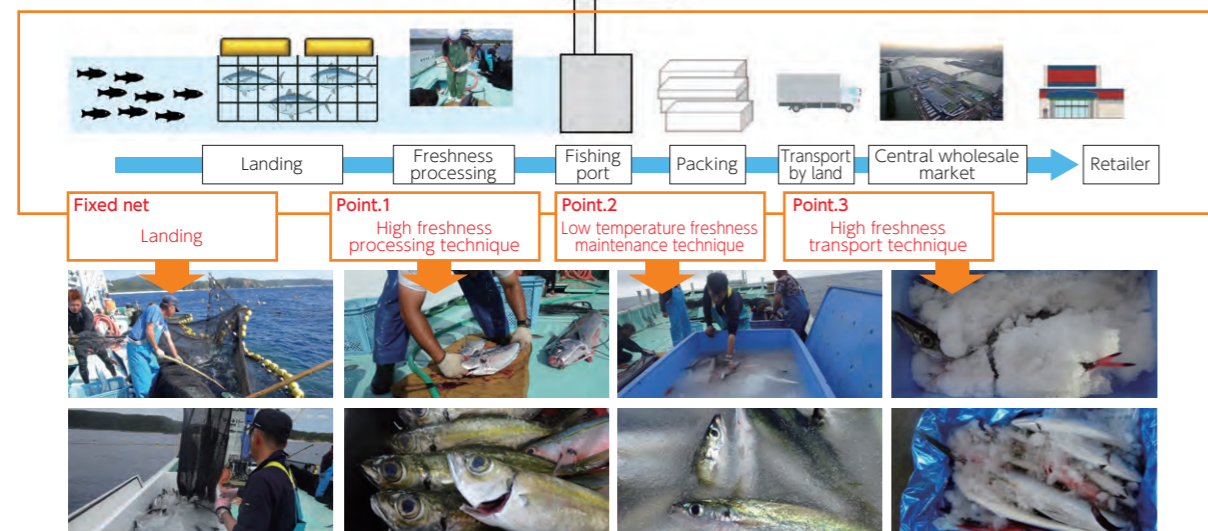 Landing
Freshness
processing
Fishing
port
Packing
Transport
by land
Central wholesale
market
Retailer
Fixed net
Landing
Point.1
High freshness
processing technique
Point.2
Low temperature freshness
maintenance technique
Point.3
High freshness
transport technique